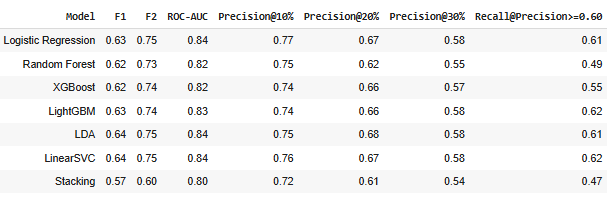 Model F1 F2 ROC-AUC Precision@10% Precision@20% Precision@30% Recall@Precision>=0.60
Logistic Regression 0.63 0.75 0.84 0.77 0.67 0.58 0.61
Random Forest 0.62 0.73 0.82 0.75 0.62 0.55 0.49
XGBoost 0.62 0.74 0.82 0.74 0.66 0.57 0.55
LightGBM 0.63 0.74 0.83 0.74 0.66 0.58 0.62
LDA 0.64 0.75 0.84 0.75 0.68 0.58 0.61
LinearSVC 0.64 0.75 0.84 0.76 0.67 0.58 0.62
Stacking 0.57 0.60 0.80 0.72 0.61 0.54 0.47